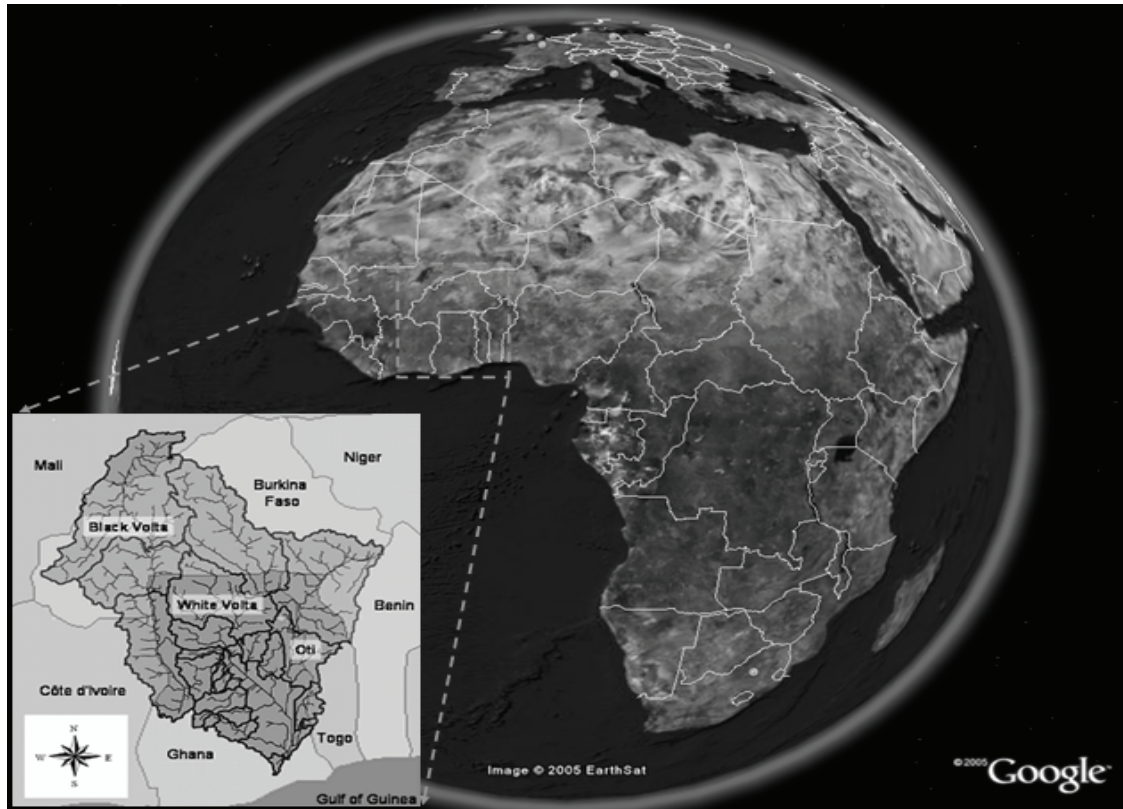 Mali
Niger
Burkina
Faso
Black Volta
White Volta
Benin
Oti
Côte d'Ivoire
N
W E
S
Ghana
Togo
Gulf of Guinea
Image © 2005 EarthSat
©2005 Google™